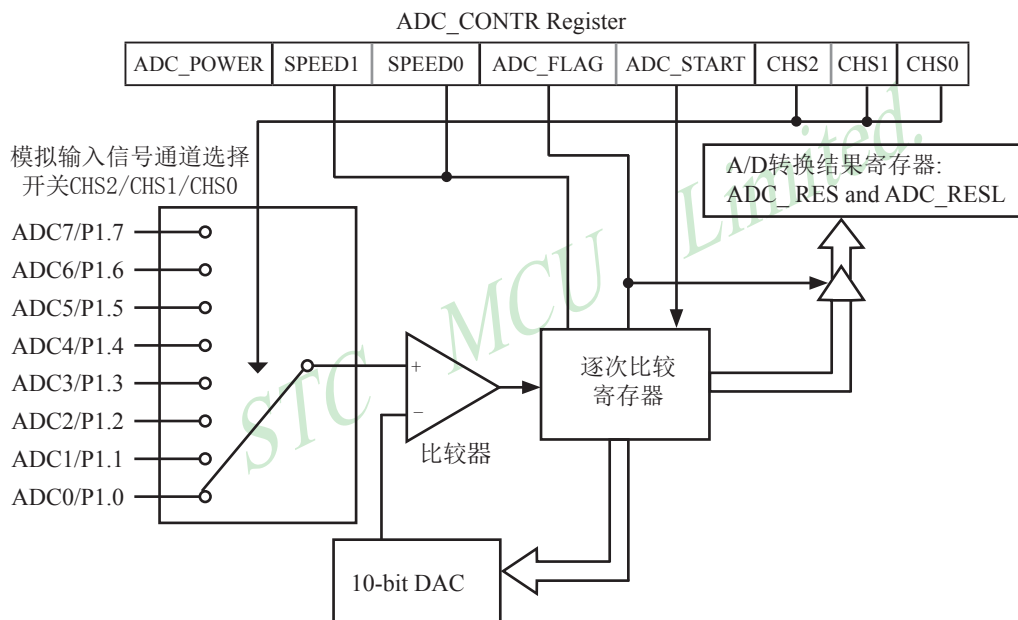 ADC_CONTR Register
ADC_POWER SPEED1 SPEED0 ADC_FLAG ADC_START CHS2 CHS1 CHS0
模拟输入信号通道选择
开关CHS2/CHS1/CHS0
A/D转换结果寄存器:
ADC_ RES and ADC_RESL
ADC7/P1.7
ADC6/P1.6
ADC5/P1.5
ADC4/P1.4
ADC3/P1.3
ADC2/P1.2
ADC1/P1.1
ADC0/P1.0
+
−
比较器
逐次比较
寄存器
10-bit DAC
STC MCU Limited.